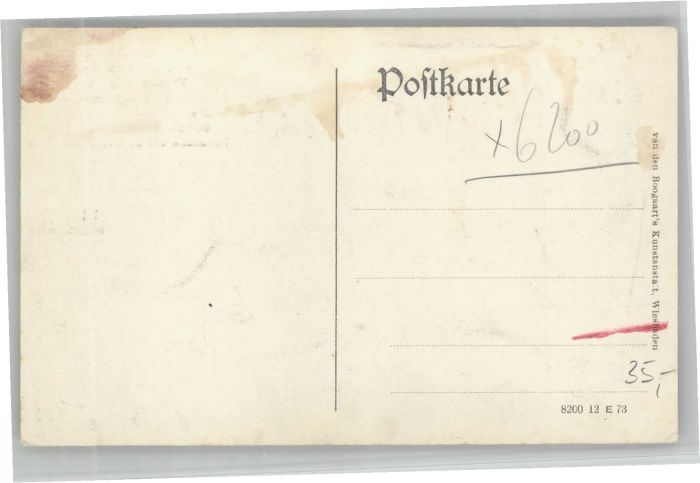 Poſtkarte
x6200
van den Boogaart's Kunstanstalt, Wiesbaden
35,-
8200 12 E 73